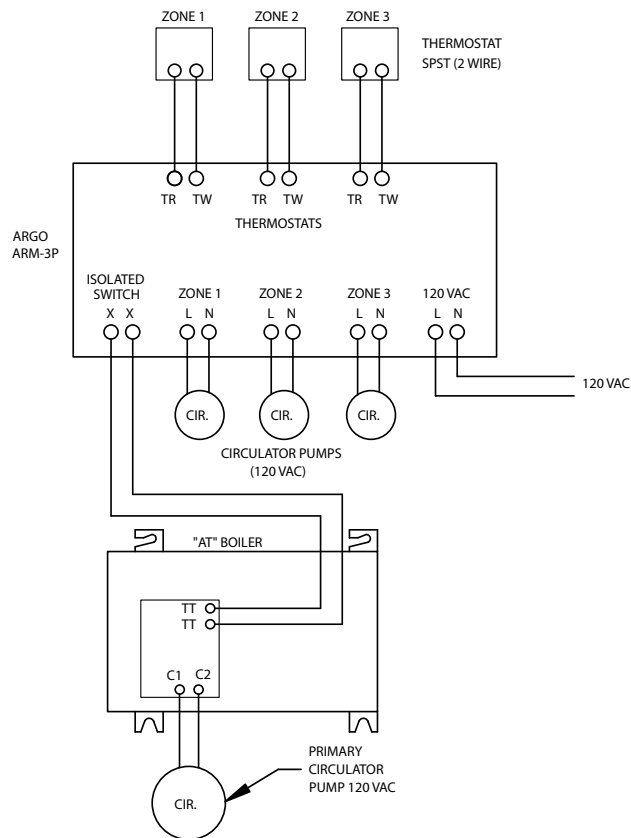 ZONE 1
ZONE 2
ZONE 3
THERMOSTAT
SPST (2 WIRE)
TR TW
TR TW
TR TW
THERMOSTATS
ARGO
ARM-3P
ISOLATED
SWITCH
X X
ZONE 1
L N
ZONE 2
L N
ZONE 3
L N
120 VAC
L N
120 VAC
CIR.
CIR.
CIR.
CIRCULATOR PUMPS
(120 VAC)
"AT" BOILER
TT
TT
C1 C2
PRIMARY
CIRCULATOR
PUMP 120 VAC
CIR.